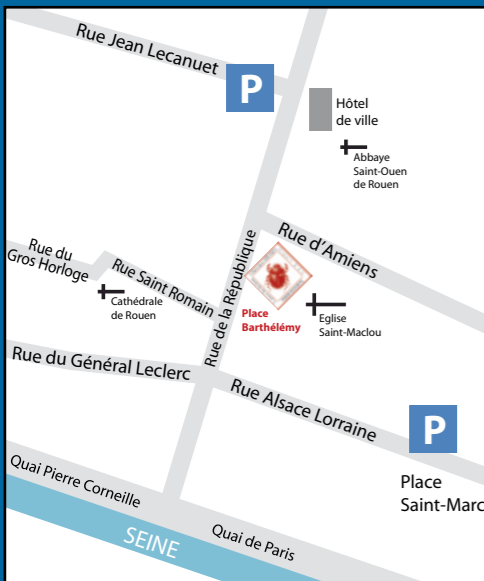 Rue Jean Lecanuet
P
Hôtel
de ville
Abbaye
Saint-Ouen
de Rouen
Rue d'Amiens
Rue de la République
Rue du
Gros Horloge
Rue Saint Romain
Cathédrale
de Rouen
Place
Barthélémy
Eglise
Saint-Maclou
Rue du Général Leclerc
Rue Alsace Lorraine
P
Place
Saint-Marc
Quai Pierre Corneille
SEINE
Quai de Paris